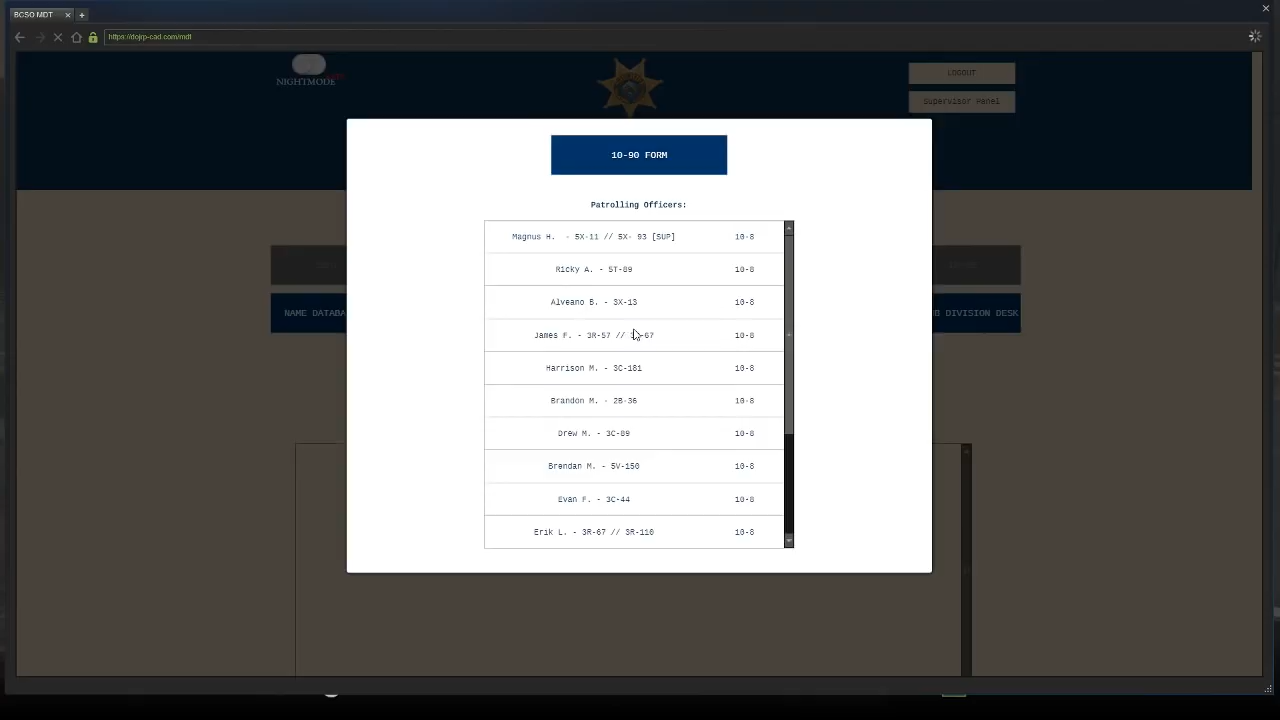 BCSO MDT
https://dojrp-cad.com/mdt
NIGHTMODE
LOGOUT
Supervisor Panel
10-90 FORM
Patrolling Officers:
Magnus H. - 5X-11 // 5X- 93 [SUP] 10-8
Ricky A. - 5T-89 10-8
Alveano B. - 3X-13 10-8
James F. - 3R-57 // -67 10-8
Harrison M. - 3C-181 10-8
Brandon M. - 2B-36 10-8
Drew M. - 3C-89 10-8
Brendan M. - 5V-150 10-8
Evan F. - 3C-44 10-8
Erik L. - 3R-67 // 3R-110 10-8
NAME DATABA
DIVISION DESK